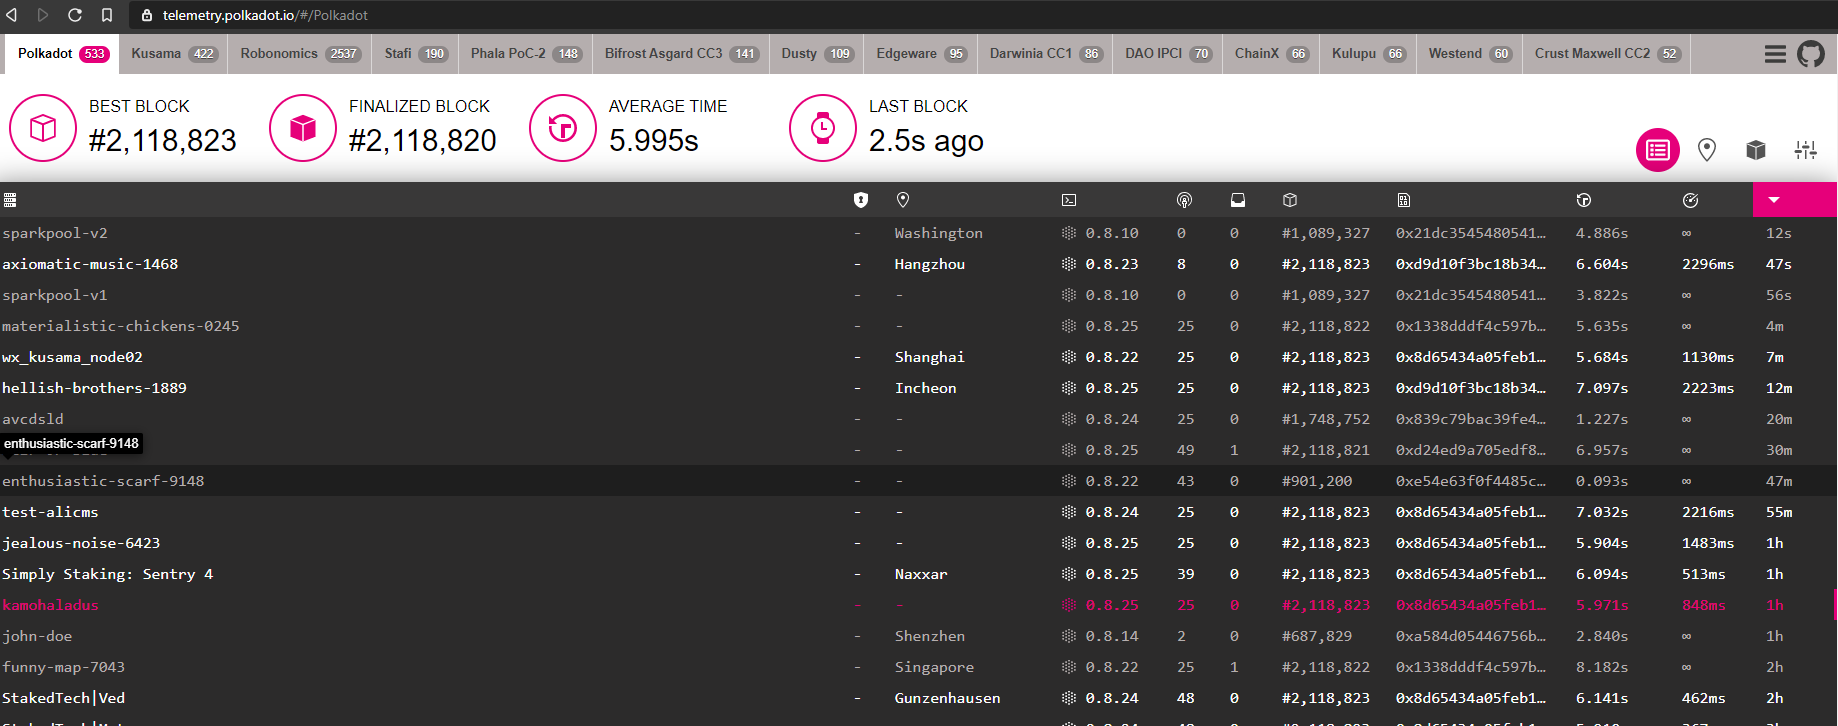 telemetry.polkadot.io/#/Polkadot
Polkadot 533 Kusama 422 Robonomics 2537 Stafi 190 Phala PoC-2 148 Bifrost Asgard CC3 141 Dusty 109 Edgeware 95 Darwinia CC1 86 DAO IPCI 70 ChainX 66 Kulupu 66 Westend 60 Crust Maxwell CC2 52
BEST BLOCK
#2,118,823
FINALIZED BLOCK
#2,118,820
AVERAGE TIME
5.995s
LAST BLOCK
2.5s ago
sparkpool-v2 - Washington 0.8.10 0 0 #1,089,327 0x21dc3545480541… 4.886s ∞ 12s
axiomatic-music-1468 - Hangzhou 0.8.23 8 0 #2,118,823 0xd9d10f3bc18b34… 6.604s 2296ms 47s
sparkpool-v1 - - 0.8.10 0 0 #1,089,327 0x21dc3545480541… 3.822s ∞ 56s
materialistic-chickens-0245 - - 0.8.25 25 0 #2,118,822 0x1338dddf4c597b… 5.635s ∞ 4m
wx_kusama_node02 - Shanghai 0.8.22 25 0 #2,118,823 0x8d65434a05feb1… 5.684s 1130ms 7m
hellish-brothers-1889 - Incheon 0.8.25 25 0 #2,118,823 0xd9d10f3bc18b34… 7.097s 2223ms 12m
avcdsld - - 0.8.24 25 0 #1,748,752 0x839c79bac39fe4… 1.227s ∞ 20m
enthusiastic-scarf-9148
- - 0.8.25 49 1 #2,118,821 0xd24ed9a705edf8… 6.957s ∞ 30m
enthusiastic-scarf-9148 - - 0.8.22 43 0 #901,200 0xe54e63f0f4485c… 0.093s ∞ 47m
test-alicms - - 0.8.24 25 0 #2,118,823 0x8d65434a05feb1… 7.032s 2216ms 55m
jealous-noise-6423 - - 0.8.25 25 0 #2,118,823 0x8d65434a05feb1… 5.904s 1483ms 1h
Simply Staking: Sentry 4 - Naxxar 0.8.25 39 0 #2,118,823 0x8d65434a05feb1… 6.094s 513ms 1h
kamohaladus - - 0.8.25 25 0 #2,118,823 0x8d65434a05feb1… 5.971s 848ms 1h
john-doe - Shenzhen 0.8.14 2 0 #687,829 0xa584d05446756b… 2.840s ∞ 1h
funny-map-7043 - Singapore 0.8.22 25 1 #2,118,822 0x1338dddf4c597b… 8.182s ∞ 2h
StakedTech|Ved - Gunzenhausen 0.8.24 48 0 #2,118,823 0x8d65434a05feb1… 6.141s 462ms 2h